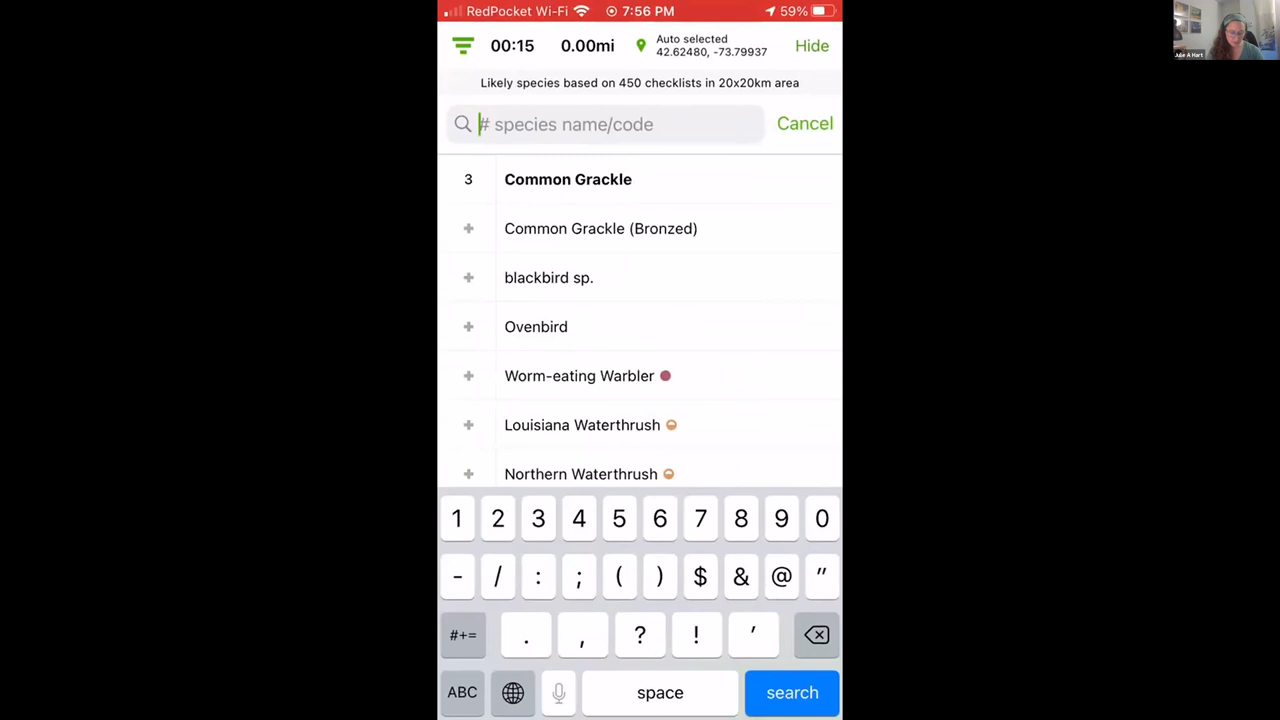 RedPocket Wi-Fi 7:56 PM 59%
00:15 0.00mi Auto selected 42.62480, -73.79937 Hide
Likely species based on 450 checklists in 20x20km area
# species name/code Cancel
3 Common Grackle
+ Common Grackle (Bronzed)
+ blackbird sp.
+ Ovenbird
+ Worm-eating Warbler
+ Louisiana Waterthrush
+ Northern Waterthrush
1 2 3 4 5 6 7 8 9 0
- / : ; ( ) $ & @ "
#+= . , ? ! '
ABC space search
Julie A Hart